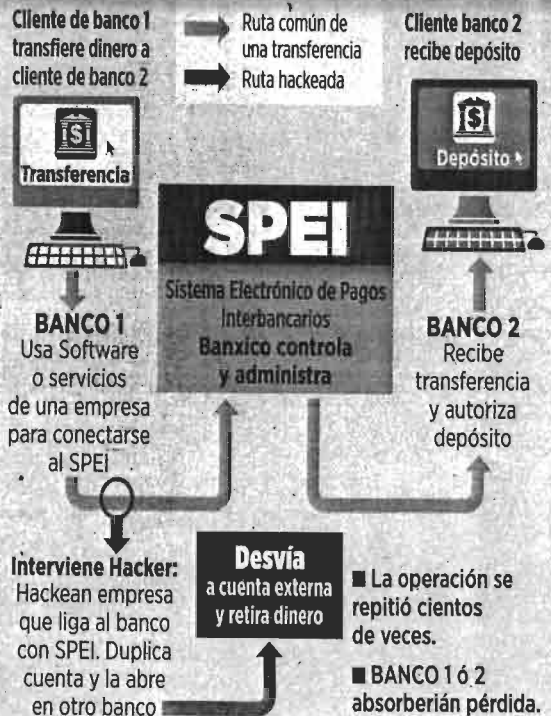 Cliente de banco 1
transfiere dinero a
cliente de banco 2
Ruta común de
una transferencia
Ruta hackeada
Cliente banco 2
recibe depósito
$
Transferencia
$
Depósito
SPEI
Sistema Electrónico de Pagos
Interbancarios
Banxico controla
y administra
BANCO 1
Usa Software
o servicios
de una empresa
para conectarse
al SPEI
BANCO 2
Recibe
transferencia
y autoriza
depósito
Interviene Hacker:
Hackean empresa
que liga al banco
con SPEI. Duplica
cuenta y la abre
en otro banco
Desvía
a cuenta externa
y retira dinero
■ La operación se
repitió cientos
de veces.
■ BANCO 1 ó 2
absorberián pérdida.